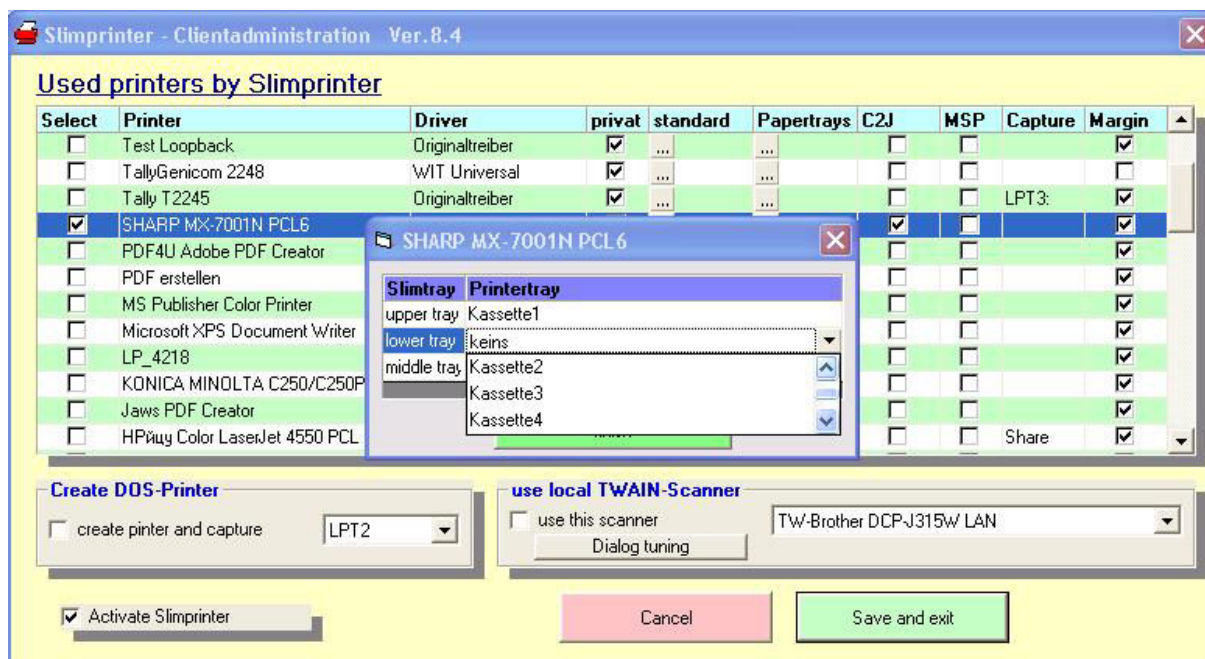 Slimprinter - Clientadministration Ver.8.4
Used printers by Slimprinter
Select Printer Driver privat standard Papertrays C2J MSP Capture Margin
Test Loopback Originaltreiber ... ...
TallyGenicom 2248 WIT Universal ... ...
Tally T2245 Originaltreiber ... ... LPT3:
SHARP MX-7001N PCL6
PDF4U Adobe PDF Creator
PDF erstellen
MS Publisher Color Printer
Microsoft XPS Document Writer
LP_4218
KONICA MINOLTA C250/C250P
Jaws PDF Creator
HPйцу Color LaserJet 4550 PCL Share
SHARP MX-7001N PCL6
Slimtray Printertray
upper tray Kassette1
lower tray keins
middle tray Kassette2
Kassette3
Kassette4
Create DOS-Printer
create pinter and capture LPT2
use local TWAIN-Scanner
use this scanner TW-Brother DCP-J315W LAN
Dialog tuning
Activate Slimprinter
Cancel
Save and exit